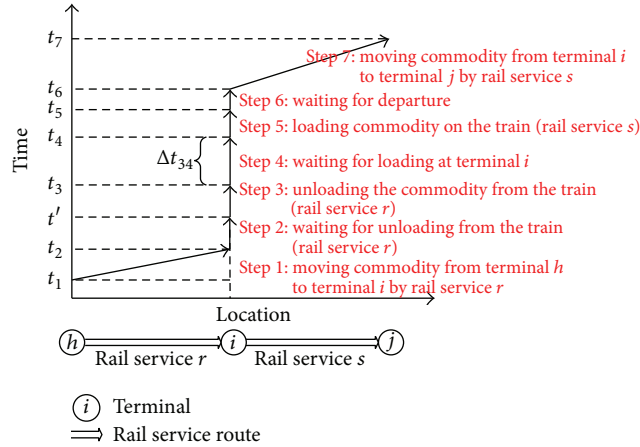 t7
Step 7: moving commodity from terminal i
to terminal j by rail service s
t6
Step 6: waiting for departure
t5
Step 5: loading commodity on the train (rail service s)
t4
Δt34
Step 4: waiting for loading at terminal i
Time
t3
Step 3: unloading the commodity from the train
(rail service r)
t′
Step 2: waiting for unloading from the train
(rail service r)
t2
Step 1: moving commodity from terminal h
to terminal i by rail service r
t1
Location
h i j
Rail service r Rail service s
i Terminal
Rail service route